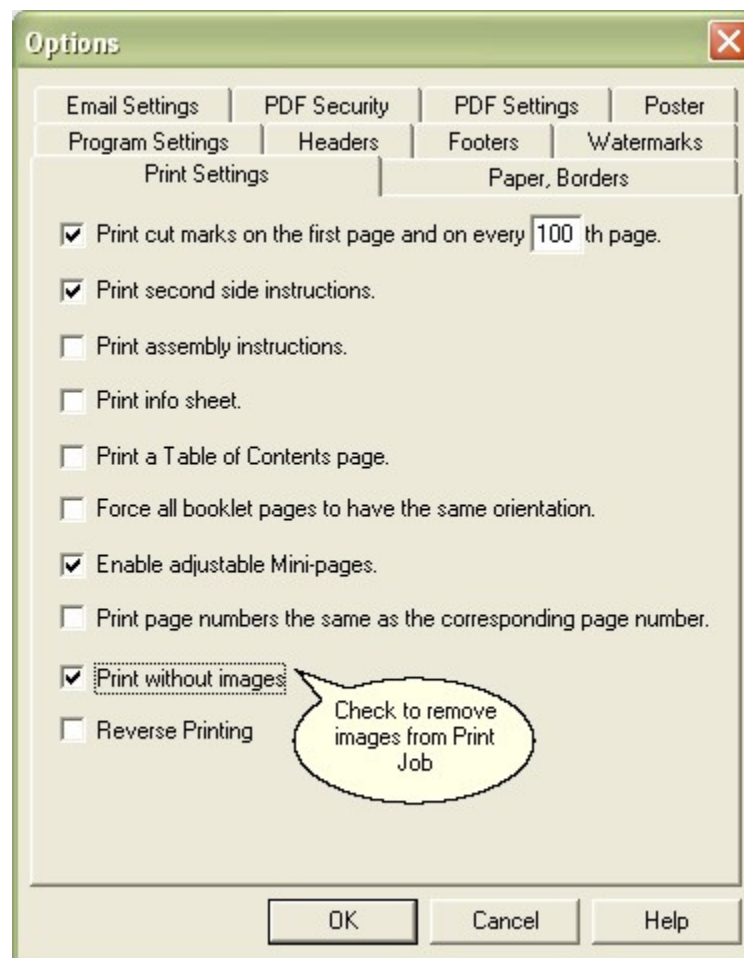 Options
Email Settings PDF Security PDF Settings Poster
Program Settings Headers Footers Watermarks
Print Settings Paper, Borders
Print cut marks on the first page and on every 100 th page.
Print second side instructions.
Print assembly instructions.
Print info sheet.
Print a Table of Contents page.
Force all booklet pages to have the same orientation.
Enable adjustable Mini-pages.
Print page numbers the same as the corresponding page number.
Print without images
Check to remove
images from Print
Job
Reverse Printing
OK Cancel Help